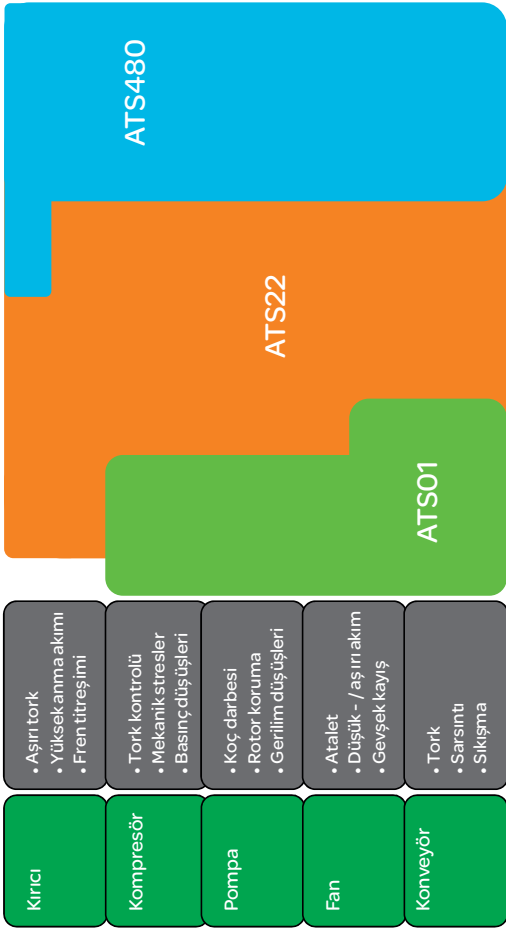 Kırıcı
• Aşırı tork
• Yüksek anma akımı
• Fren titreşimi
Kompresör
• Tork kontrolü
• Mekanik stresler
• Basınç düşüşleri
Pompa
• Koç darbesi
• Rotor koruma
• Gerilim düşüşleri
Fan
• Atalet
• Düşük - / aşırı akım
• Gevşek kayış
Konveyör
• Tork
• Sarsıntı
• Sıkışma
ATS01
ATS22
ATS480